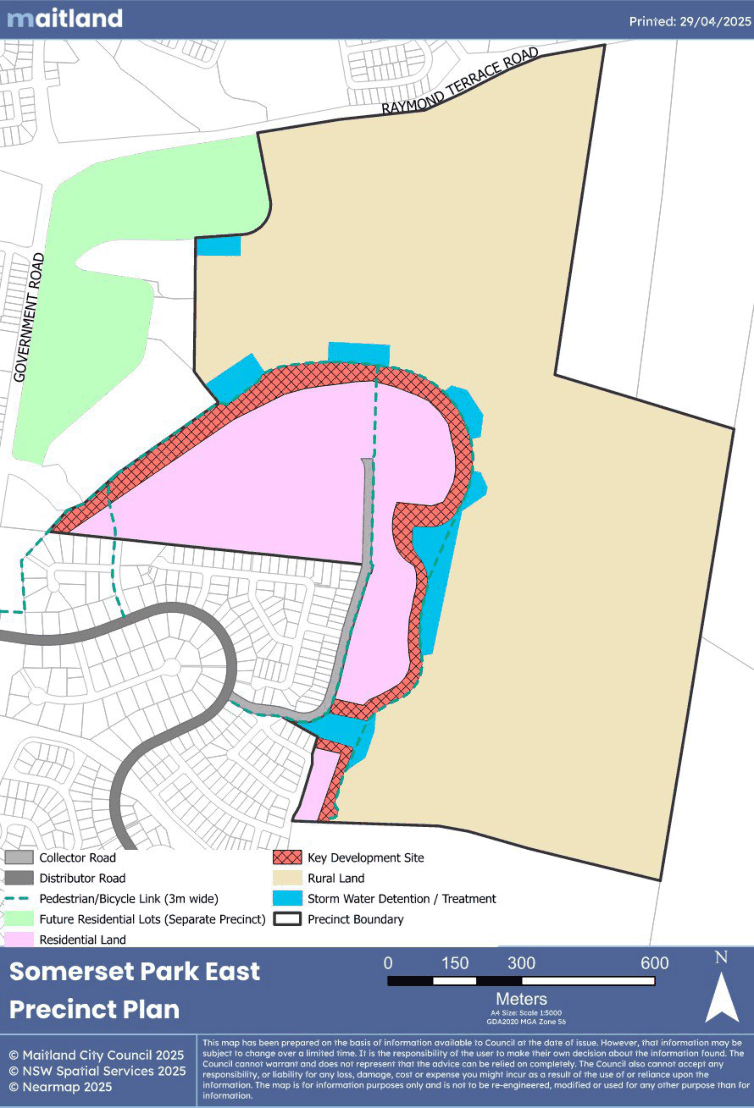 maitland
Printed: 29/04/2025
RAYMOND TERRACE ROAD
GOVERNMENT ROAD
Collector Road
Distributor Road
Pedestrian/Bicycle Link (3m wide)
Future Residential Lots (Separate Precinct)
Residential Land
Key Development Site
Rural Land
Storm Water Detention / Treatment
Precinct Boundary
Somerset Park East
Precinct Plan
0 150 300 600
Meters
A4 Size: Scale 1:5000
GDA2020 MGA Zone 56
N
© Maitland City Council 2025
© NSW Spatial Services 2025
© Nearmap 2025
This map has been prepared on the basis of information available to Council at the date of issue. However, that information may be
subject to change over a limited time. It is the responsibility of the user to make their own decision about the information found. The
Council cannot warrant and does not represent that the advice can be relied on completely. The Council also cannot accept any
responsibility, or liability for any loss, damage, cost or expense you might incur as a result of the use of or reliance upon the
information. The map is for information purposes only and is not to be re-engineered, modified or used for any other purpose than for
information.